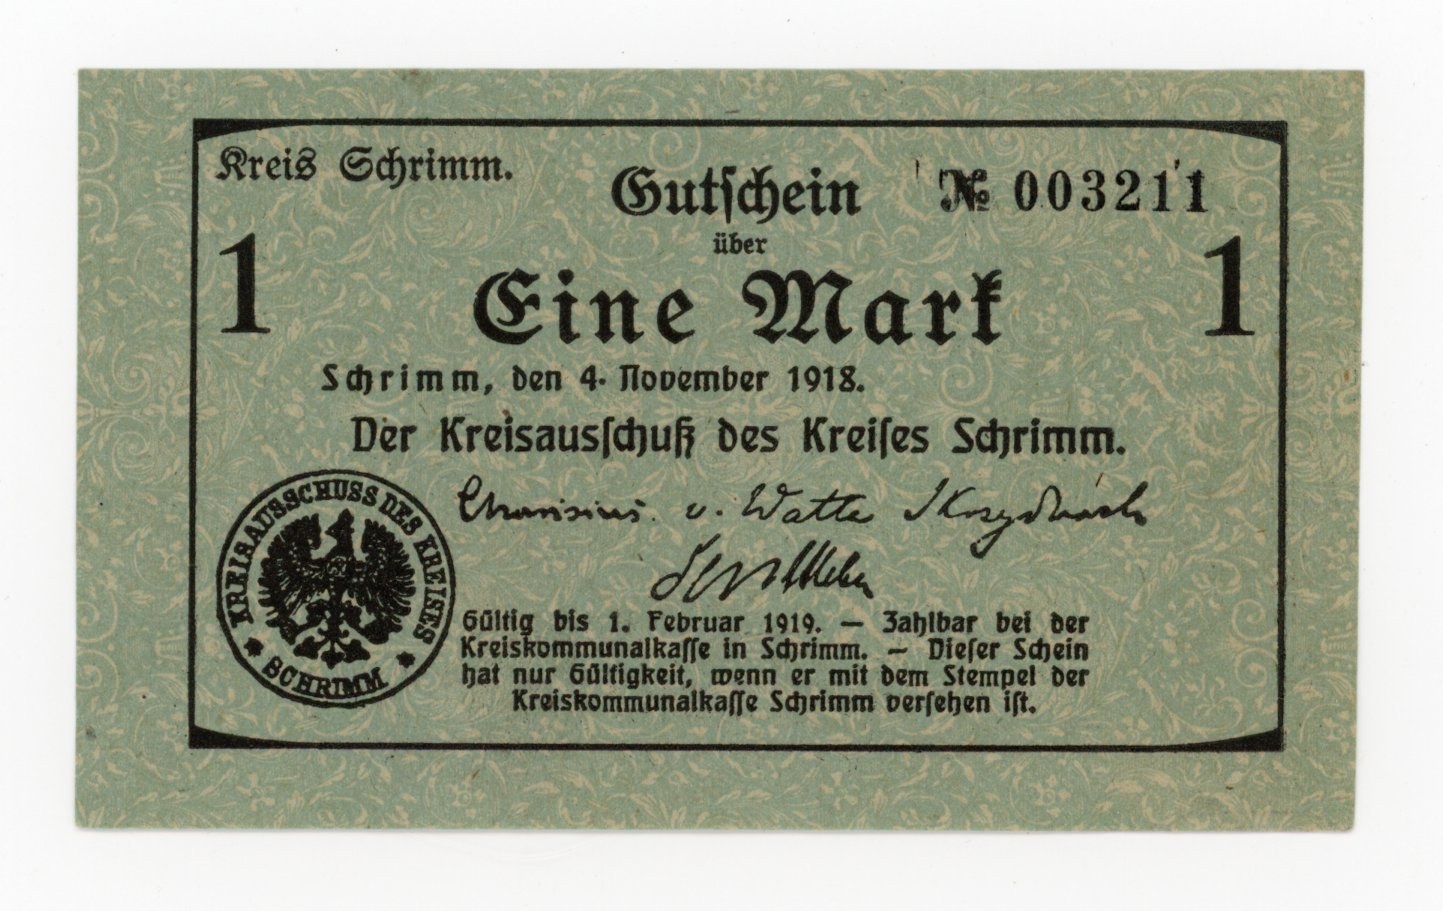 Kreis Schrimm.
Gutschein
№ 003211
über
1
Eine Mark
1
Schrimm, den 4. November 1918.
Der Kreisausschuß des Kreises Schrimm.
v. Watta Skrzydlewski
KREISAUSSCHUSS DES KREISES
SCHRIMM
Gültig bis 1. Februar 1919. — Zahlbar bei der
Kreiskommunalkasse in Schrimm. — Dieser Schein
hat nur Gültigkeit, wenn er mit dem Stempel der
Kreiskommunalkasse Schrimm versehen ist.